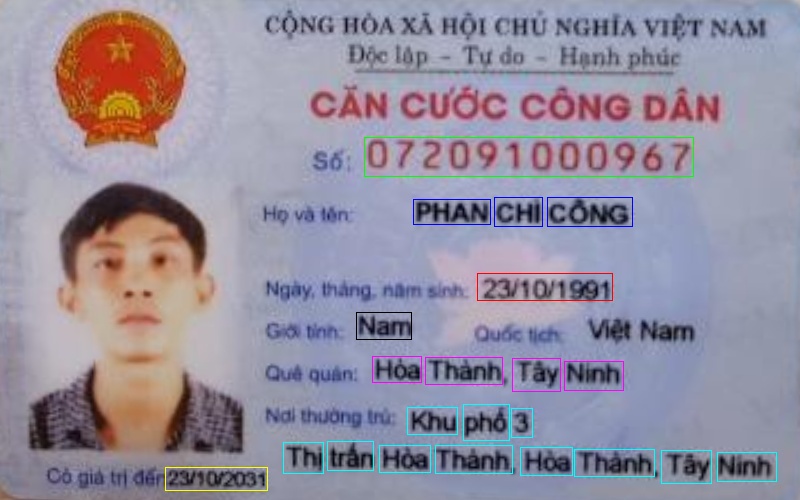 CỘNG HÒA XÃ HỘI CHỦ NGHĨA VIỆT NAM
Độc lập - Tự do - Hạnh phúc
CĂN CƯỚC CÔNG DÂN
Số: 072091000967
Họ và tên: PHAN CHÍ CÔNG
Ngày, tháng, năm sinh: 23/10/1991
Giới tính: Nam Quốc tịch: Việt Nam
Quê quán: Hòa Thành, Tây Ninh
Nơi thường trú: Khu phố 3
Thị trấn Hòa Thành, Hòa Thành, Tây Ninh
Có giá trị đến 23/10/2031